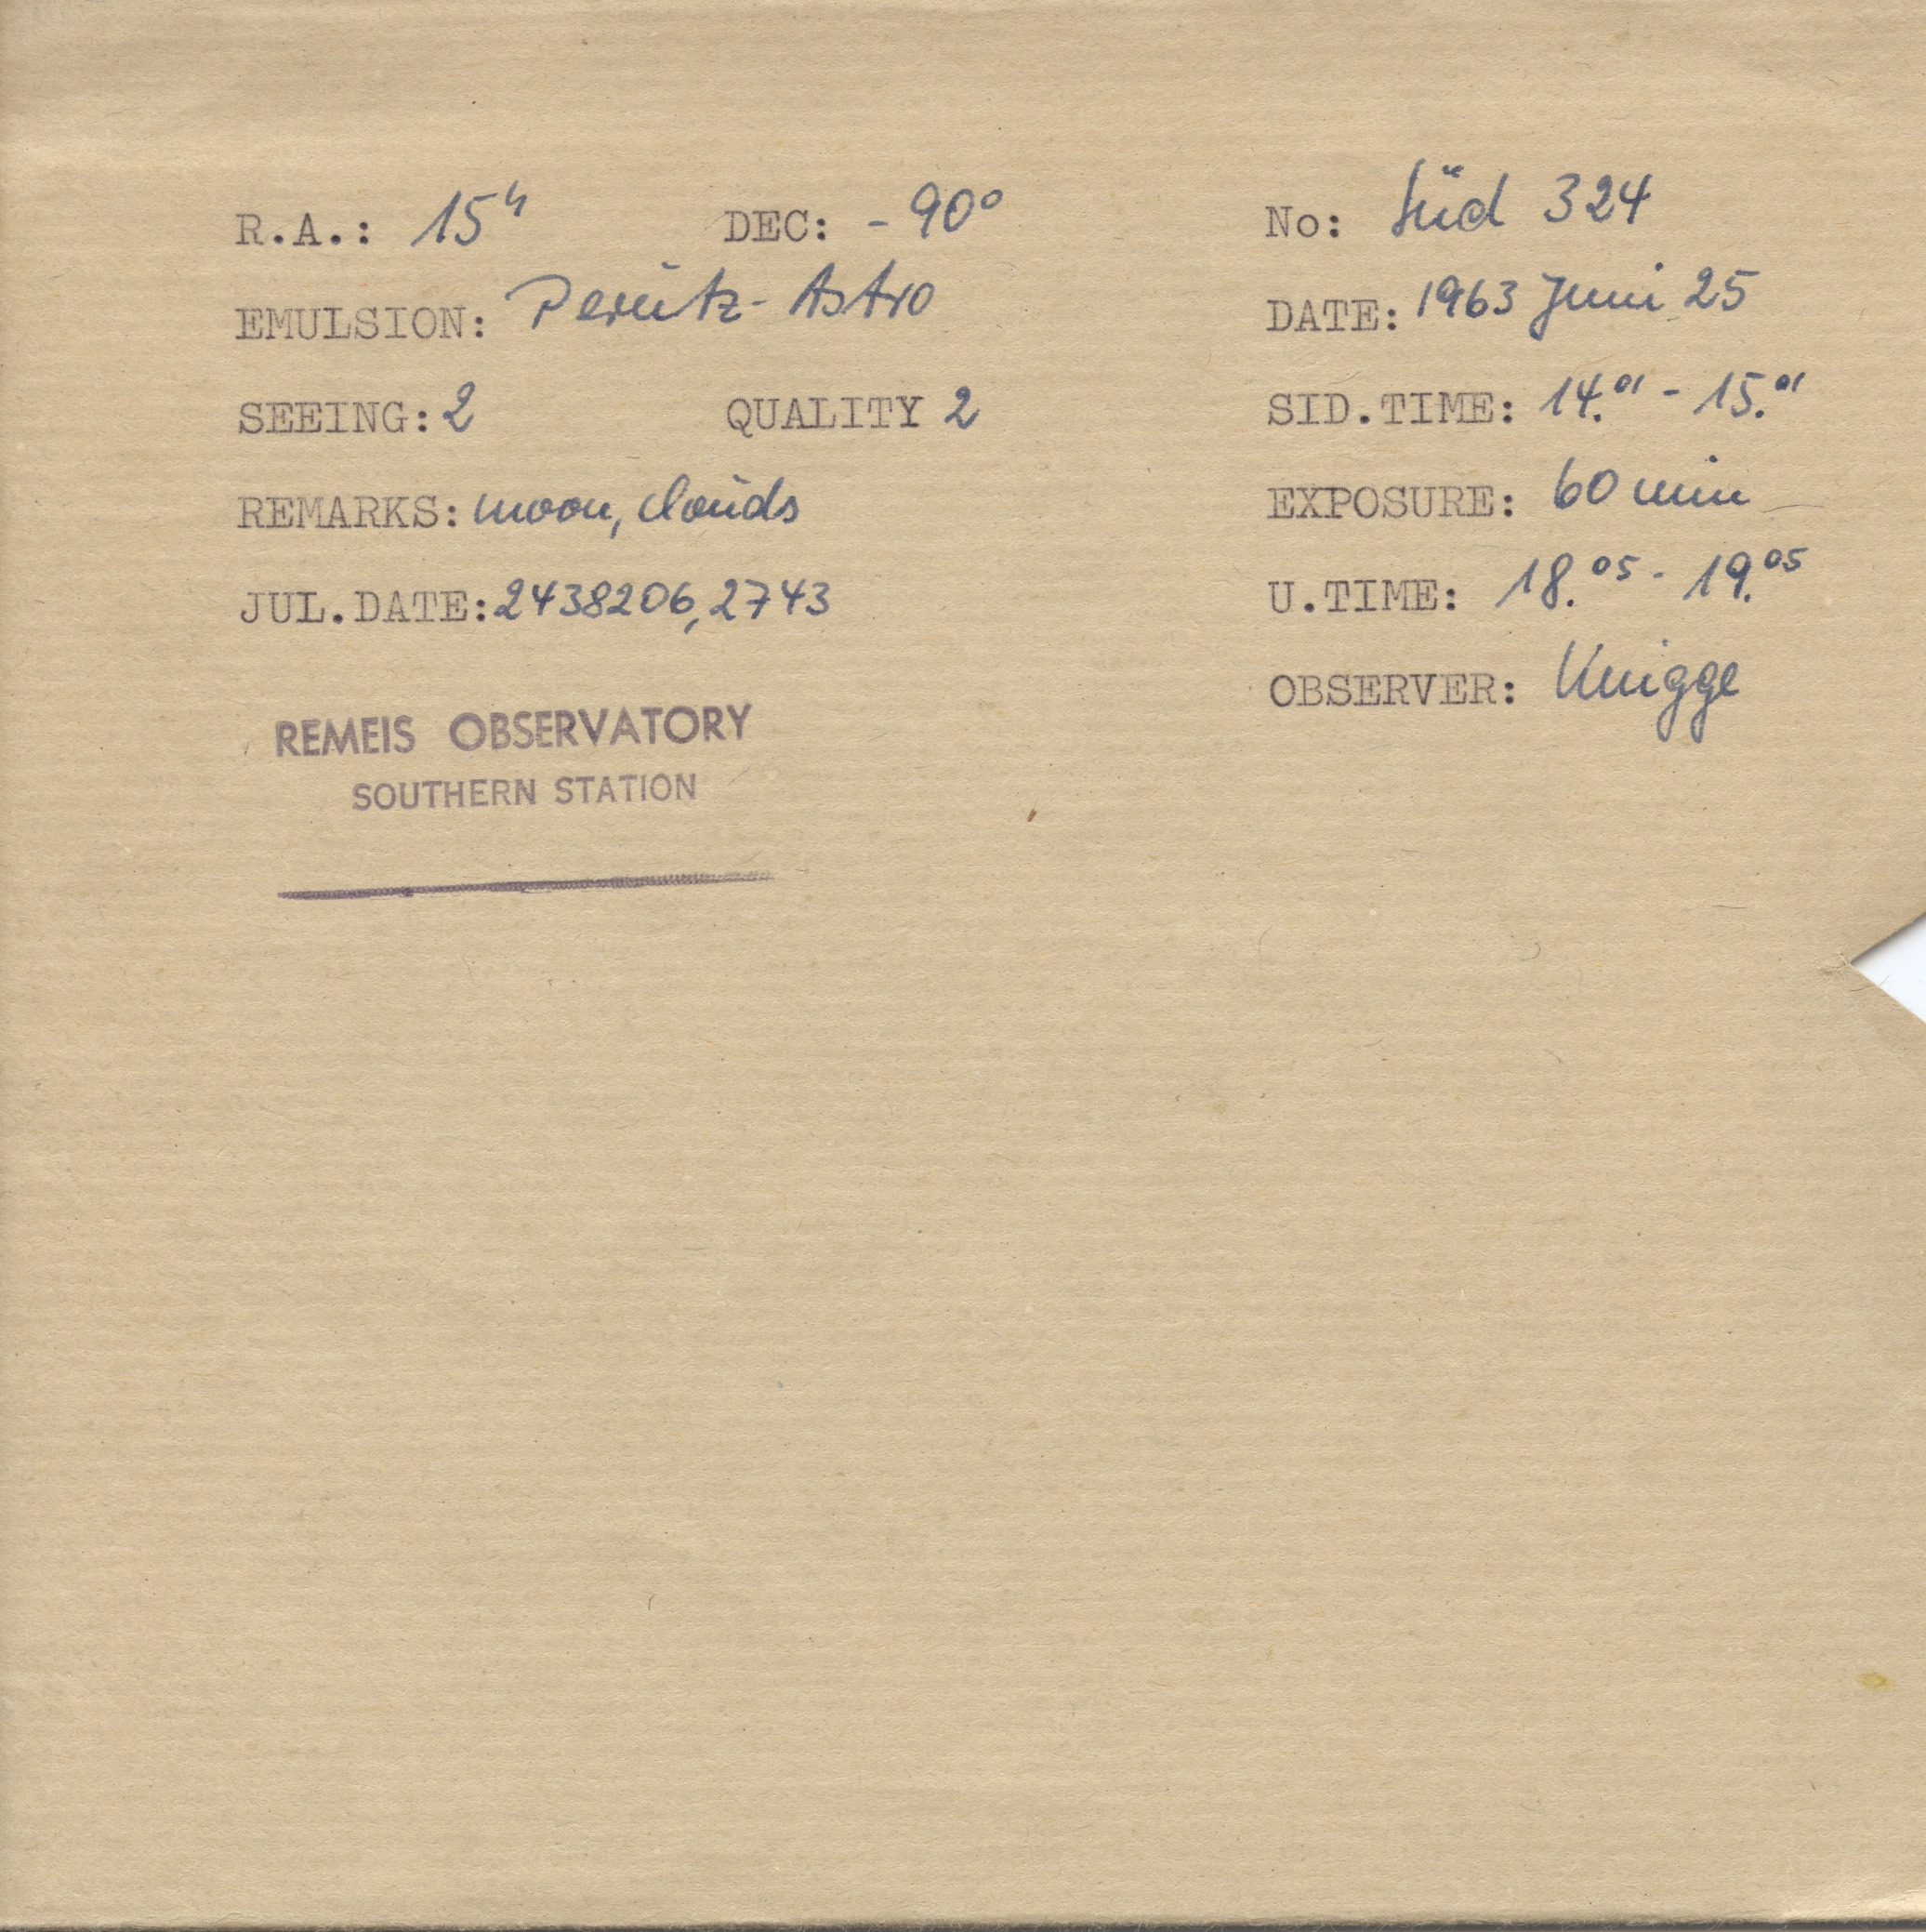 R.A.: 15h DEC: -90° No: Süd 324
EMULSION: Perutz-Astro DATE: 1963 Juni 25
SEEING: 2 QUALITY 2 SID.TIME: 14.01 - 15.01
REMARKS: moon, clouds EXPOSURE: 60 min
JUL.DATE: 2438206,2743 U.TIME: 18.05 - 19.05
OBSERVER: Knigge
REMEIS OBSERVATORY
SOUTHERN STATION